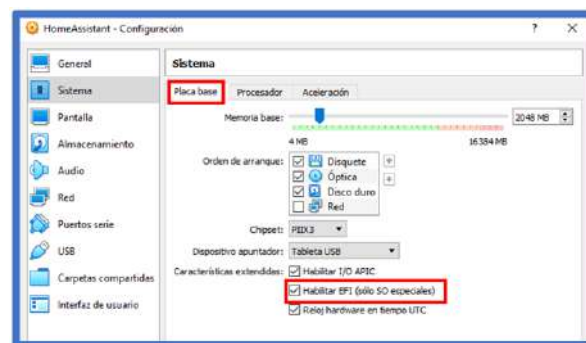 HomeAssistant - Configuración
General
Sistema
Pantalla
Almacenamiento
Audio
Red
Puertos serie
USB
Carpetas compartidas
Interfaz de usuario
Sistema
Placa base Procesador Aceleración
Memoria base: 2048 MB
4 MB 16384 MB
Orden de arranque: Disquete
Óptica
Disco duro
Red
Chipset: PIIX3
Dispositivo apuntador: Tableta USB
Características extendidas: Habilitar I/O APIC
Habilitar EFI (sólo SO especiales)
Reloj hardware en tiempo UTC